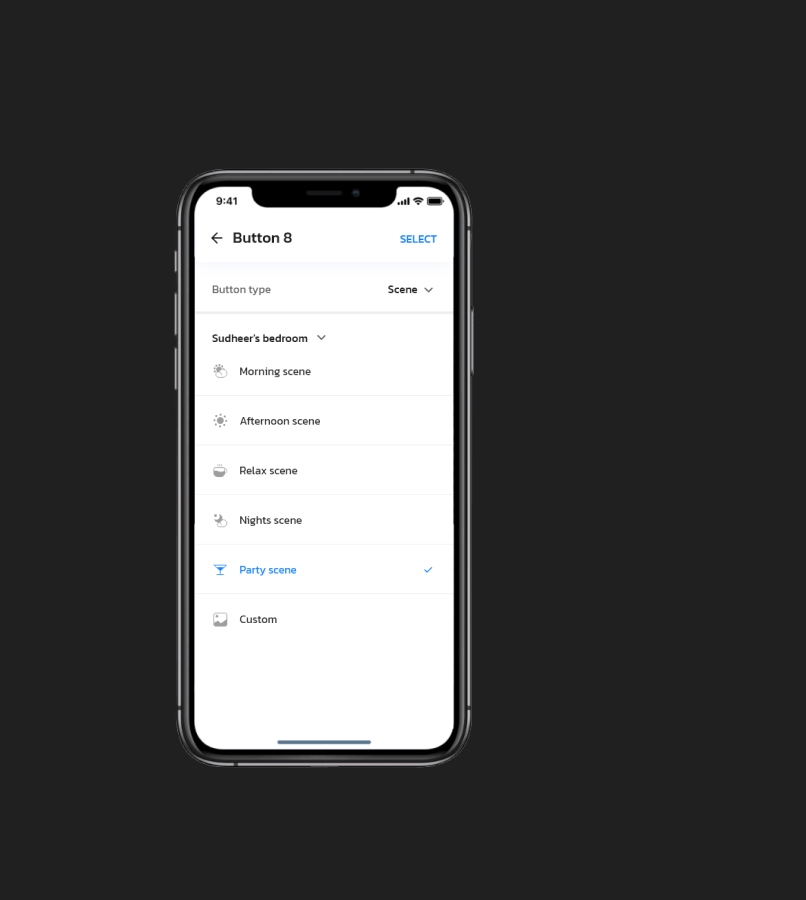 9:41
Button 8
SELECT
Button type
Scene
Sudheer's bedroom
Morning scene
Afternoon scene
Relax scene
Nights scene
Party scene
Custom